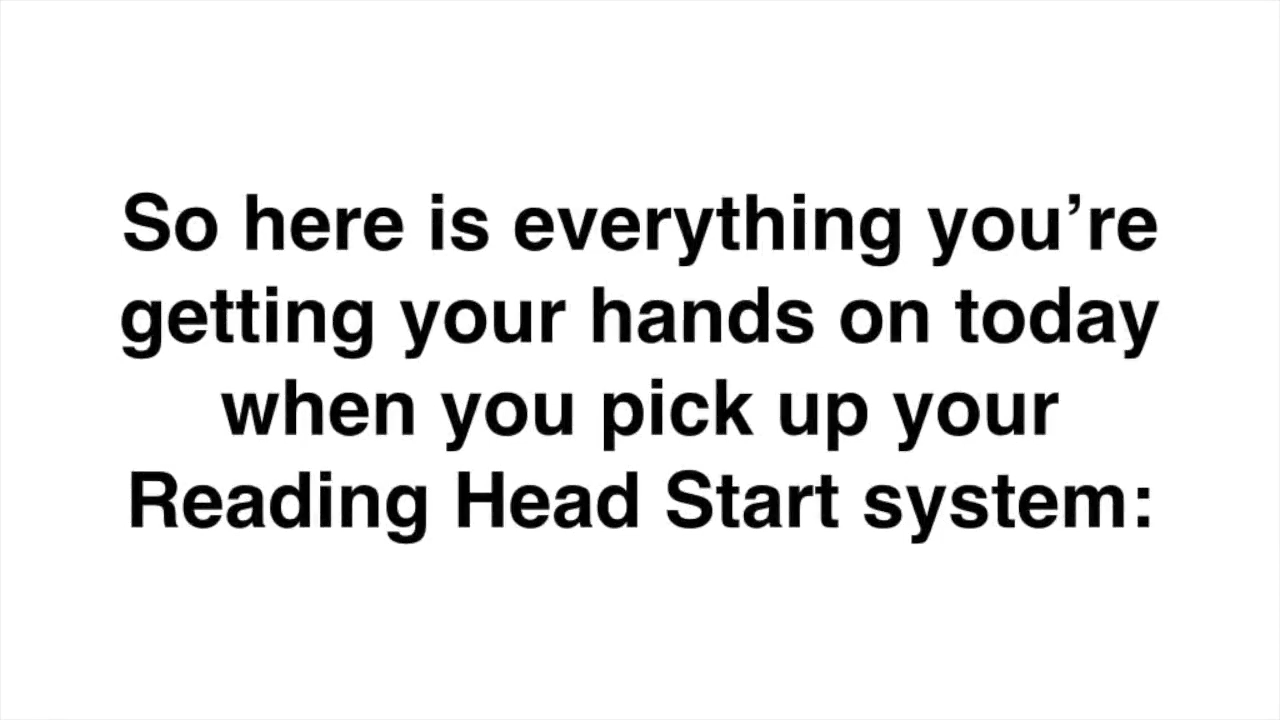 So here is everything you’re
getting your hands on today
when you pick up your
Reading Head Start system: